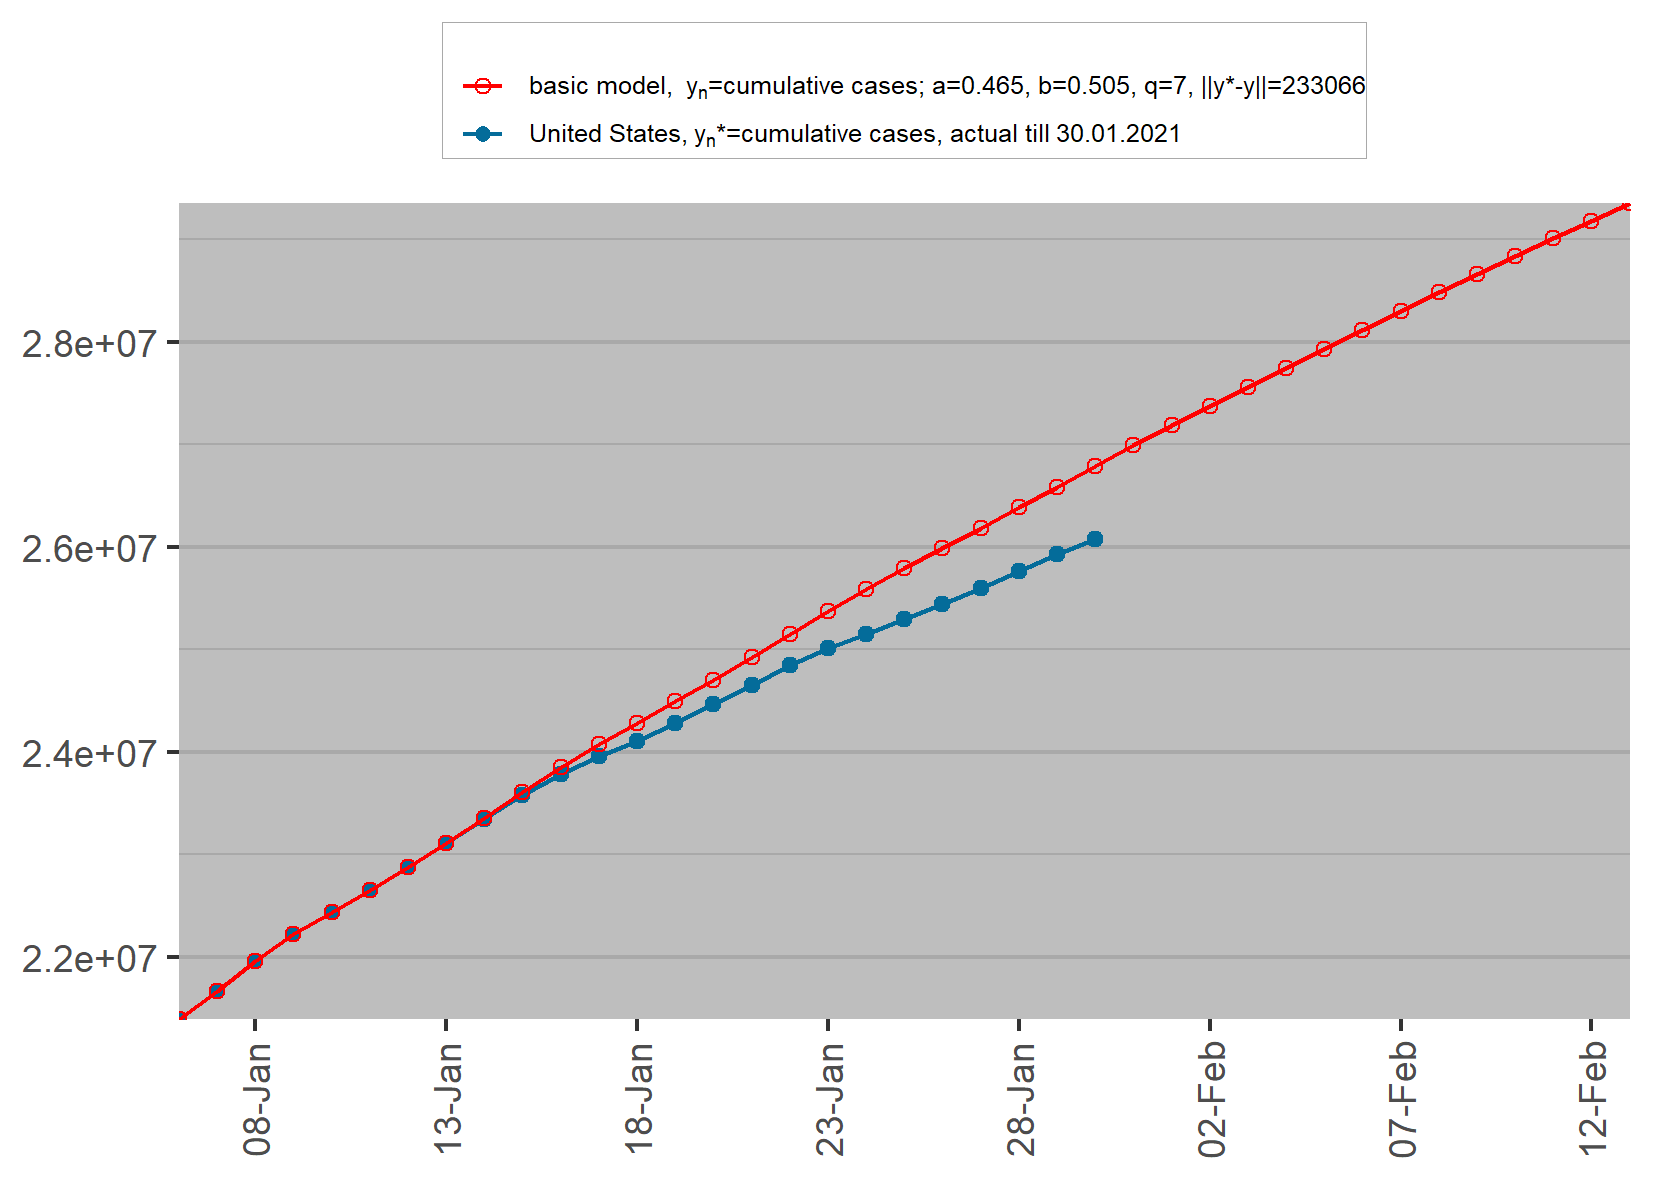 basic model, yn=cumulative cases; a=0.465, b=0.505, q=7, ||y*-y||=233066
United States, yn*=cumulative cases, actual till 30.01.2021
2.8e+07
2.6e+07
2.4e+07
2.2e+07
08-Jan
13-Jan
18-Jan
23-Jan
28-Jan
02-Feb
07-Feb
12-Feb